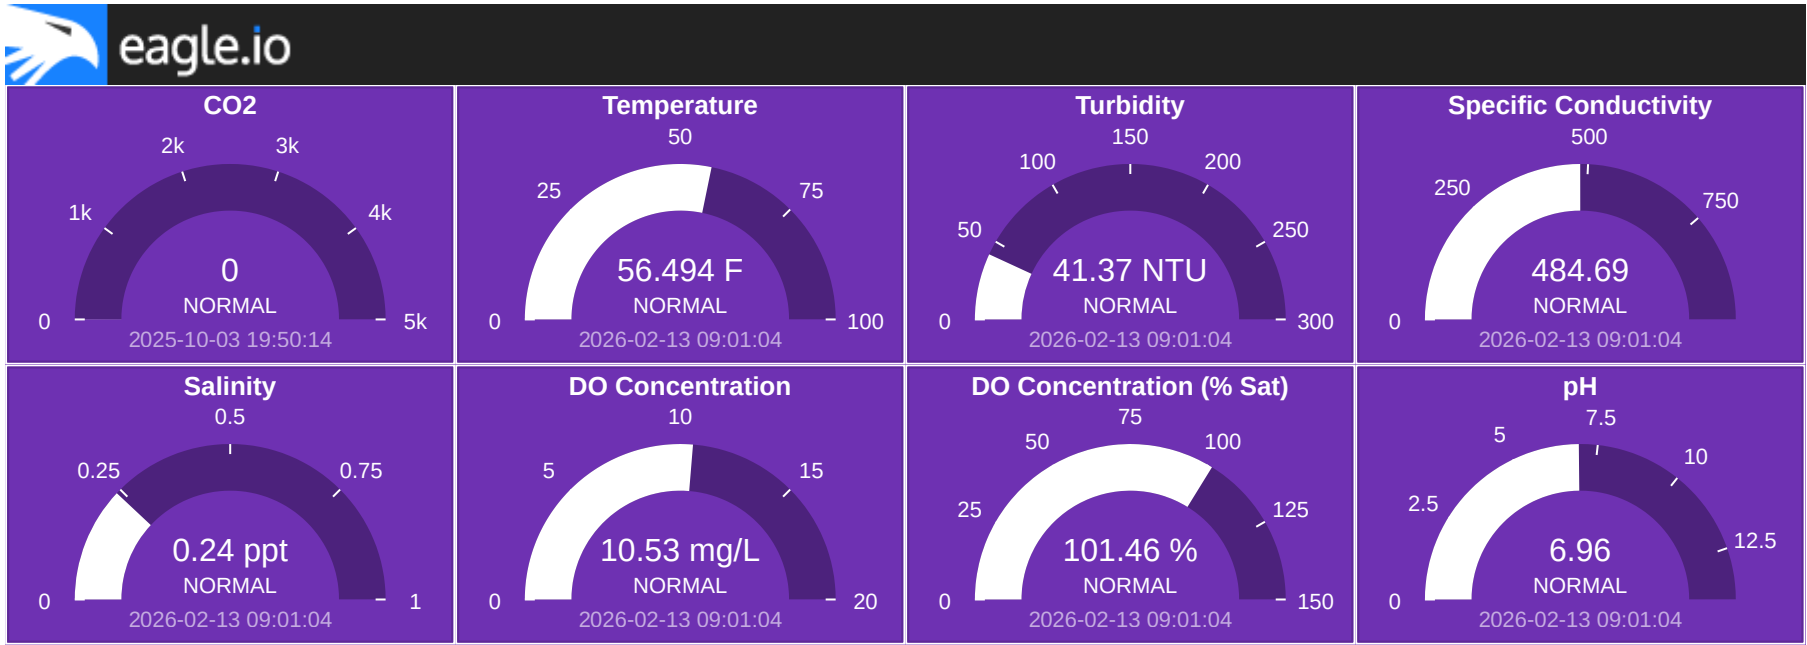 eagle.io
CO2
0
1k
2k
3k
4k
5k
0
NORMAL
2025-10-03 19:50:14
Temperature
0
25
50
75
100
56.494 F
NORMAL
2026-02-13 09:01:04
Turbidity
0
50
100
150
200
250
300
41.37 NTU
NORMAL
2026-02-13 09:01:04
Specific Conductivity
0
250
500
750
484.69
NORMAL
2026-02-13 09:01:04
Salinity
0
0.25
0.5
0.75
1
0.24 ppt
NORMAL
2026-02-13 09:01:04
DO Concentration
0
5
10
15
20
10.53 mg/L
NORMAL
2026-02-13 09:01:04
DO Concentration (% Sat)
0
25
50
75
100
125
150
101.46 %
NORMAL
2026-02-13 09:01:04
pH
0
2.5
5
7.5
10
12.5
6.96
NORMAL
2026-02-13 09:01:04